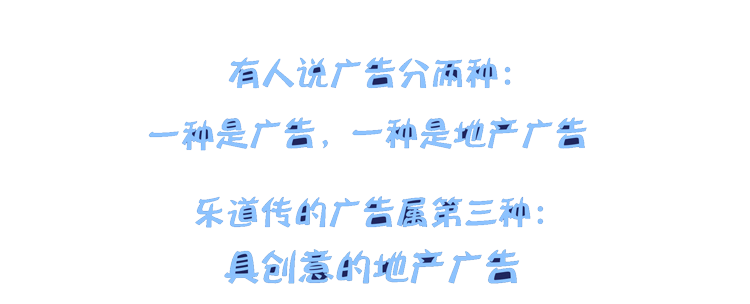 有人说广告分两种：
一种是广告，一种是地产广告
乐道传的广告属第三种：
具创意的地产广告